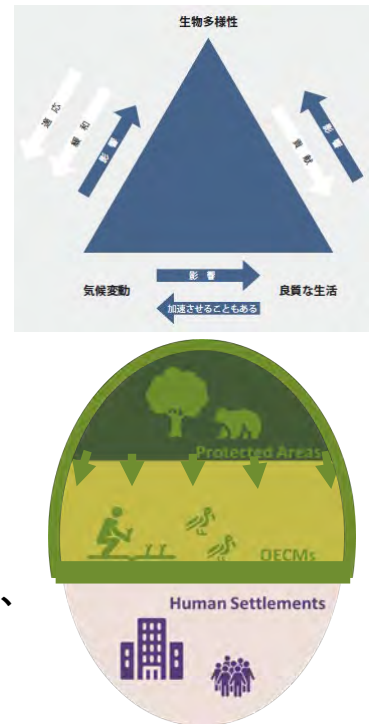 生物多様性
適応
緩和
影響
貢献
影響
気候変動
影響
良質な生活
加速させることもある
Protected Areas
OECMs
、
Human Settlements